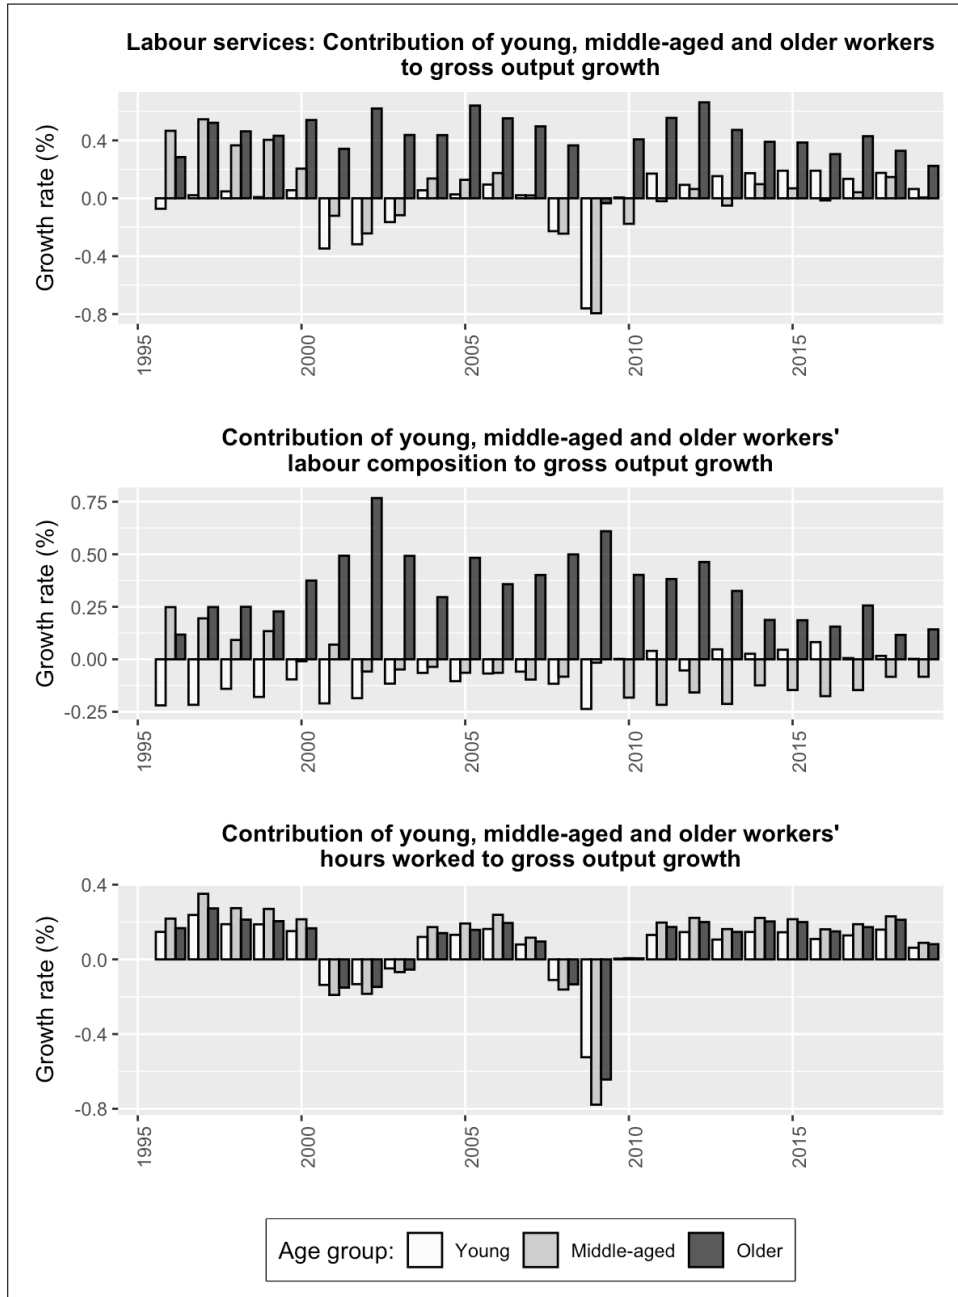 Labour services: Contribution of young, middle-aged and older workers
to gross output growth
Growth rate (%)
0.4
0.0
-0.4
-0.8
1995
2000
2005
2010
2015
Contribution of young, middle-aged and older workers'
labour composition to gross output growth
Growth rate (%)
0.75
0.50
0.25
0.00
-0.25
1995
2000
2005
2010
2015
Contribution of young, middle-aged and older workers'
hours worked to gross output growth
Growth rate (%)
0.4
0.0
-0.4
-0.8
1995
2000
2005
2010
2015
Age group: Young Middle-aged Older